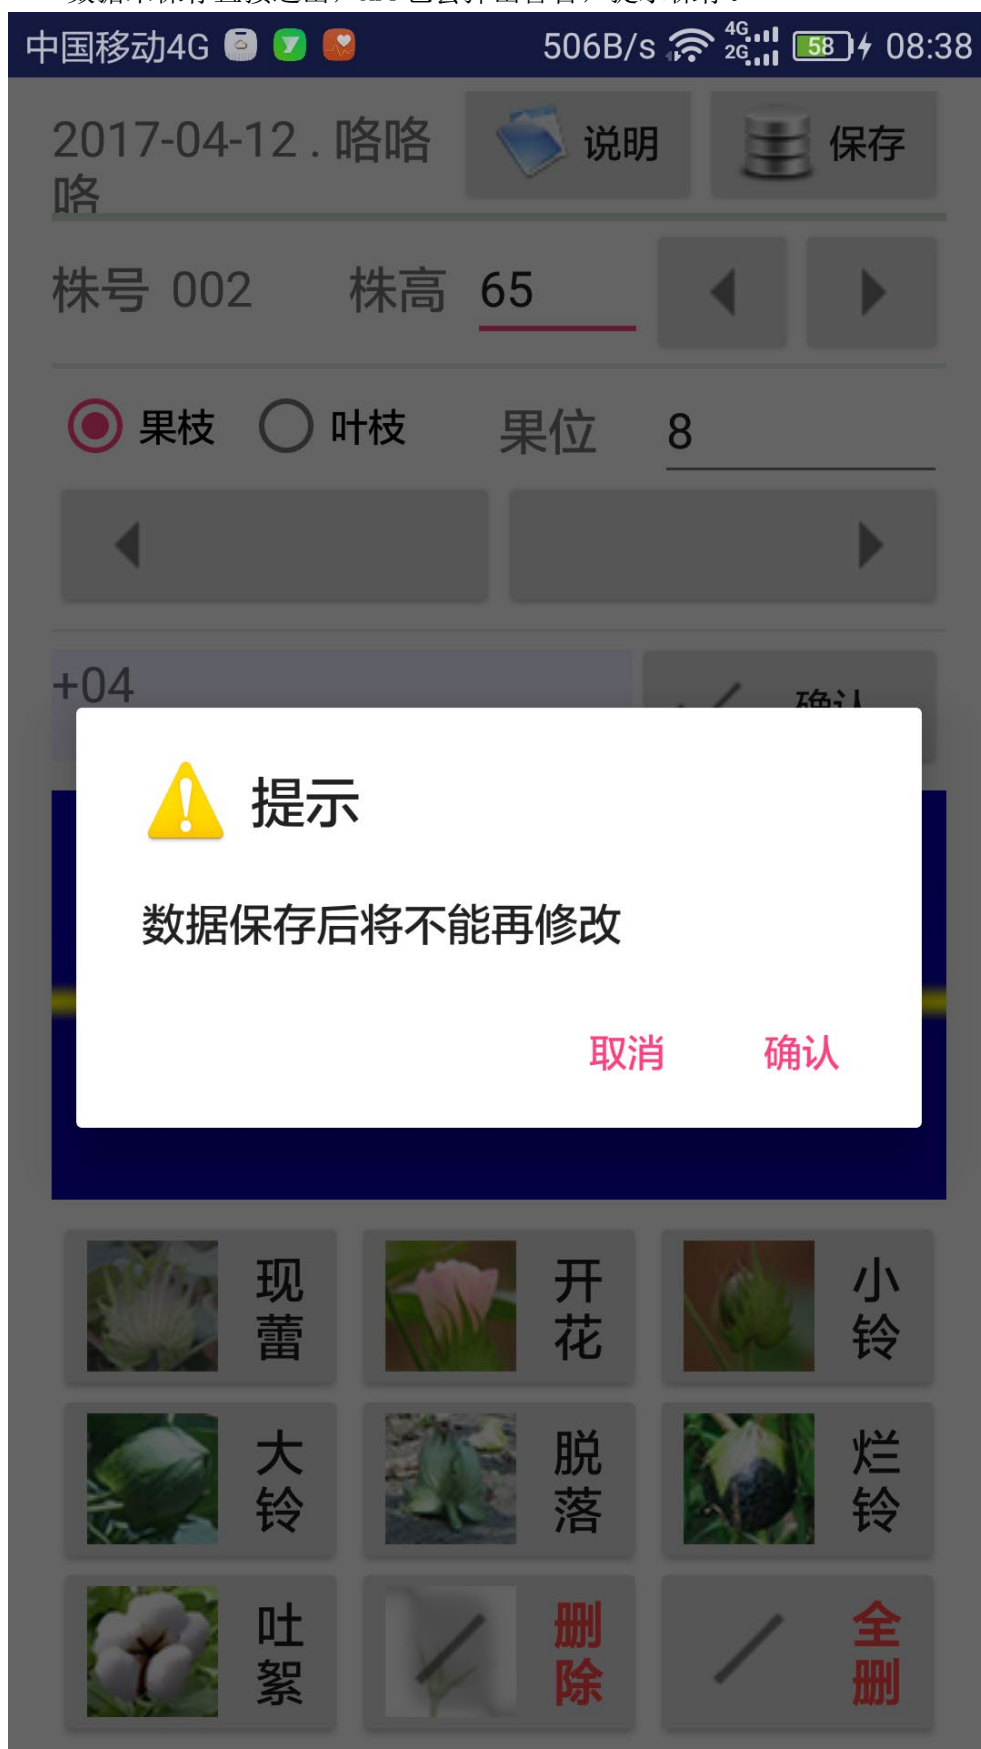 中国移动4G 506B/s 4G 2G 58 08:38
2017-04-12 . 咯咯
咯
说明
保存
株号 002 株高 65
果枝 叶枝 果位 8
+04
确认
提示
数据保存后将不能再修改
取消 确认
现蕾
开花
小铃
大铃
脱落
烂铃
吐絮
删除
全删